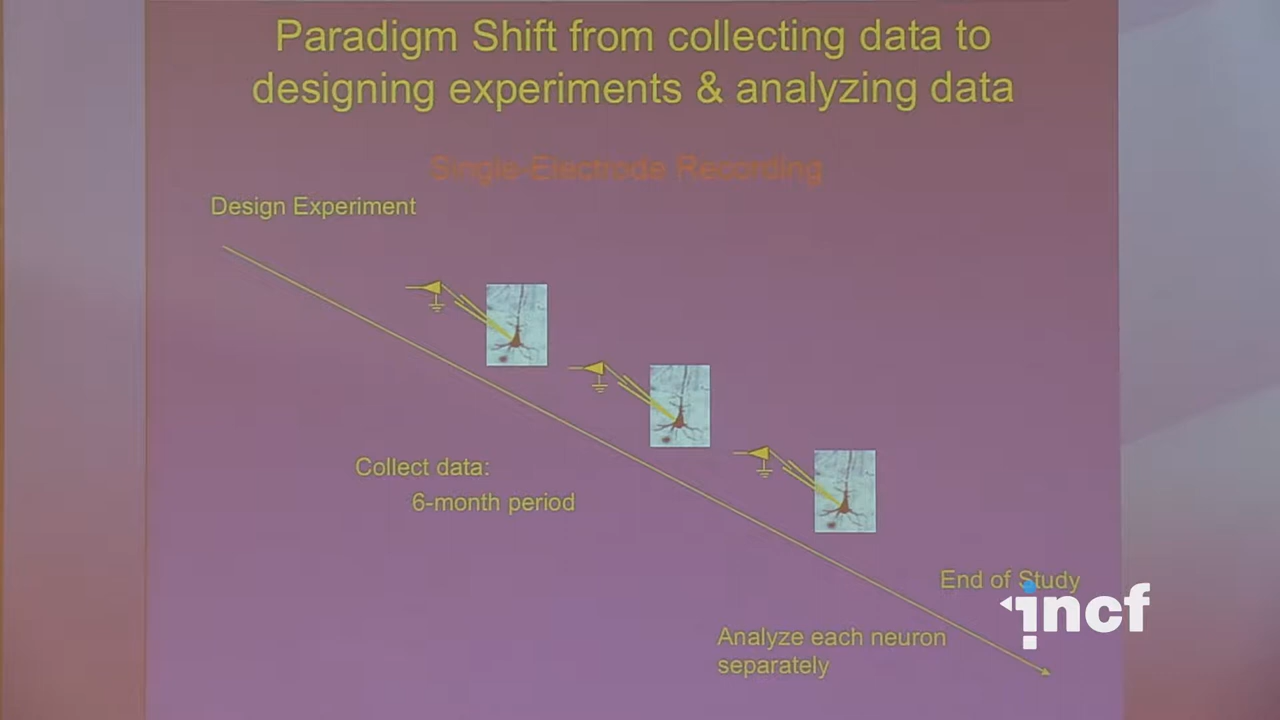 Paradigm Shift from collecting data to
designing experiments & analyzing data
Single-Electrode Recording
Design Experiment
Collect data:
6-month period
End of Study
incf
Analyze each neuron
separately